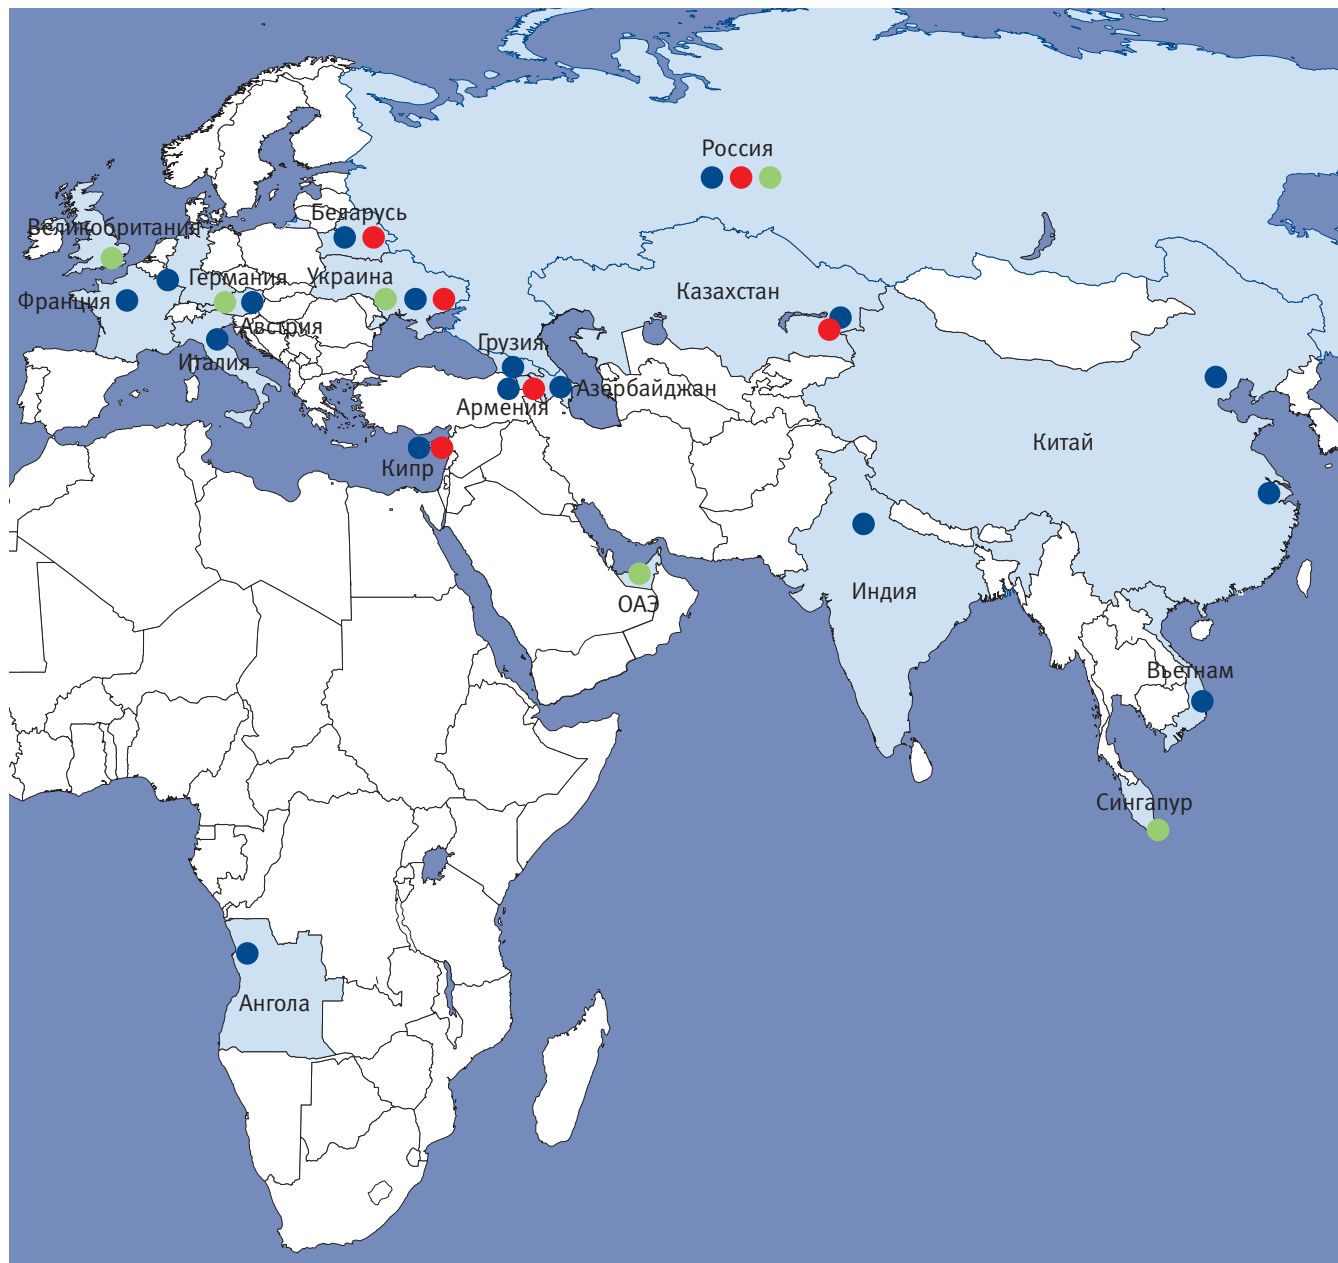 Россия
Беларусь
Великобритания
Германия
Украина
Франция
Казахстан
Австрия
Грузия
Италия
Азербайджан
Армения
Китай
Кипр
Индия
ОАЭ
Вьетнам
Сингапур
Ангола